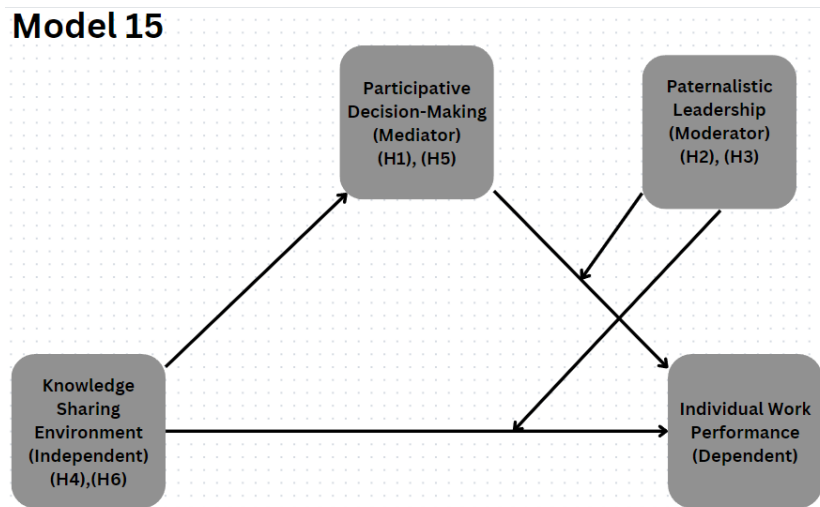 Model 15
Participative
Decision-Making
(Mediator)
(H1), (H5)
Paternalistic
Leadership
(Moderator)
(H2), (H3)
Knowledge
Sharing
Environment
(Independent)
(H4),(H6)
Individual Work
Performance
(Dependent)